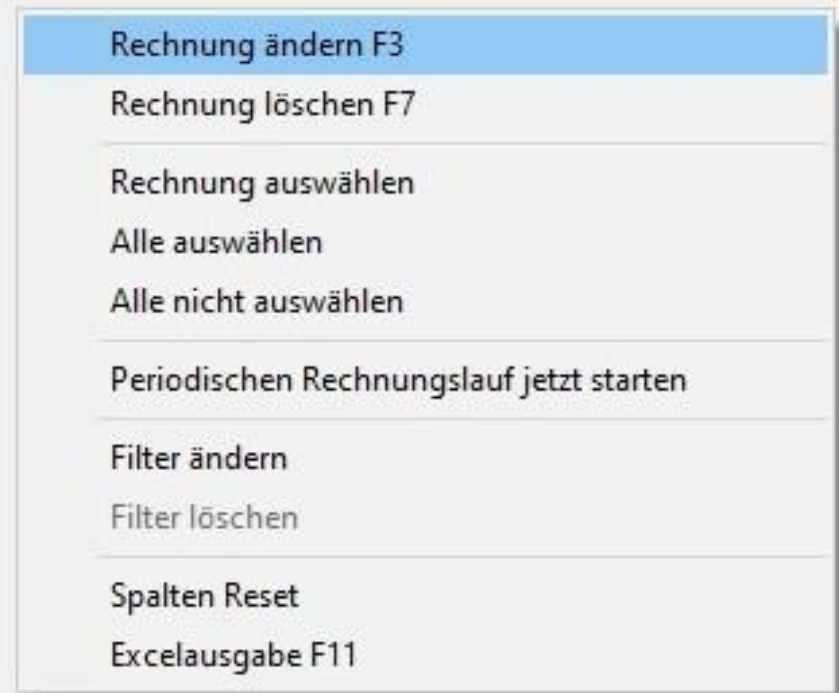 Rechnung ändern F3
Rechnung löschen F7
Rechnung auswählen
Alle auswählen
Alle nicht auswählen
Periodischen Rechnungslauf jetzt starten
Filter ändern
Filter löschen
Spalten Reset
Excelausgabe F11